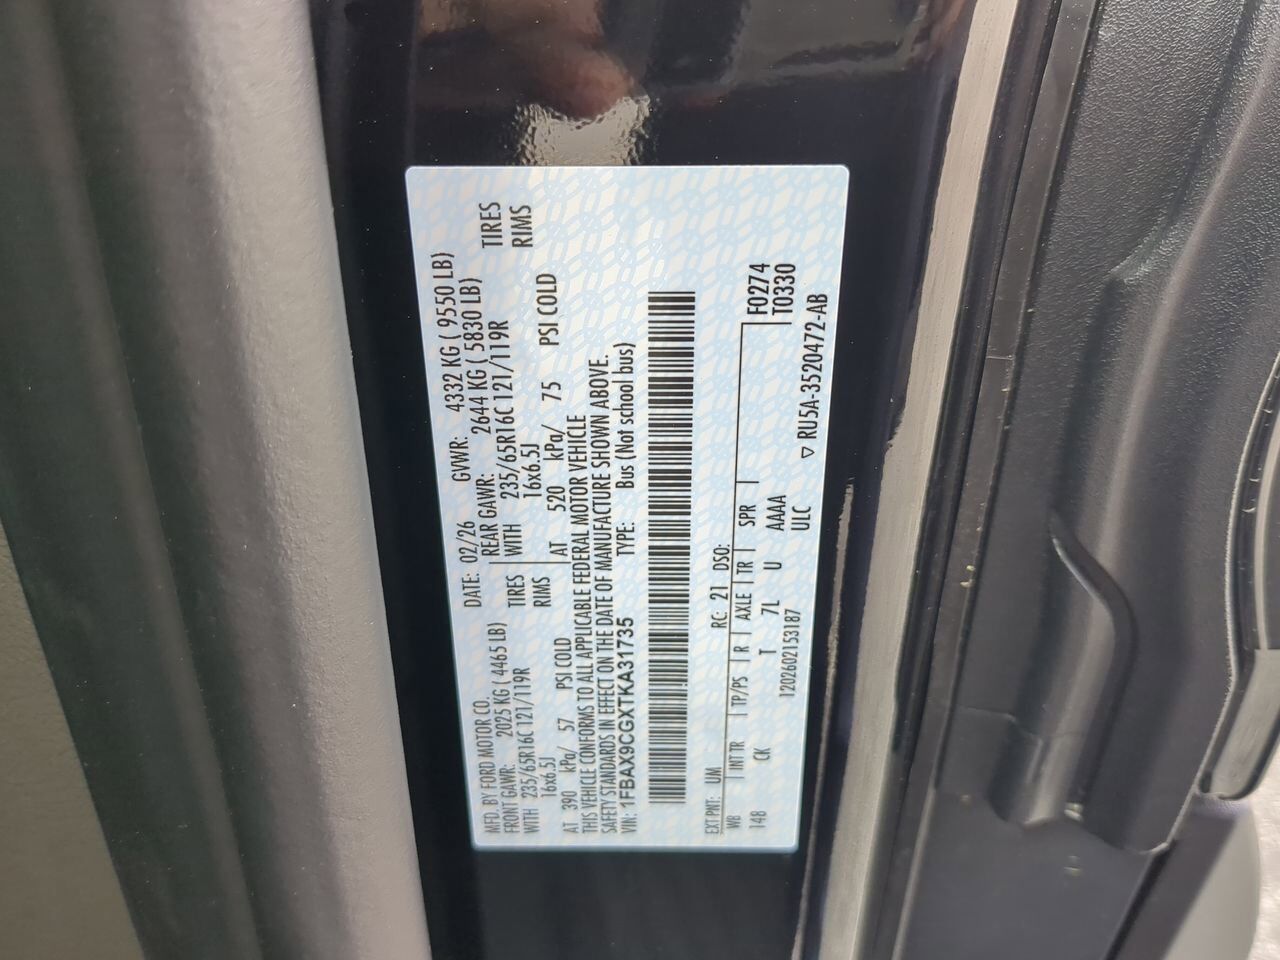 MFD. BY FORD MOTOR CO. DATE: 02/26 GVWR: 4332 KG ( 9550 LB)
FRONT GAWR: 2025 KG ( 4465 LB) REAR GAWR: 2644 KG ( 5830 LB)
WITH 235/65R16C 121/119R TIRES WITH 235/65R16C 121/119R TIRES
16x6.5J RIMS 16x6.5J RIMS
AT 390 kPa/ 57 PSI COLD AT 520 kPa/ 75 PSI COLD
THIS VEHICLE CONFORMS TO ALL APPLICABLE FEDERAL MOTOR VEHICLE
SAFETY STANDARDS IN EFFECT ON THE DATE OF MANUFACTURE SHOWN ABOVE.
VIN: 1FBAX9CGXTKA31735 TYPE: Bus (Not school bus)
EXT PNT: UM RC: 21 DSO:
WB INT TR TP/PS R AXLE TR SPR F0274
148 CK T 7L U AAAA T0330
1202602153187 ULC
▽ RU5A-3520472-AB